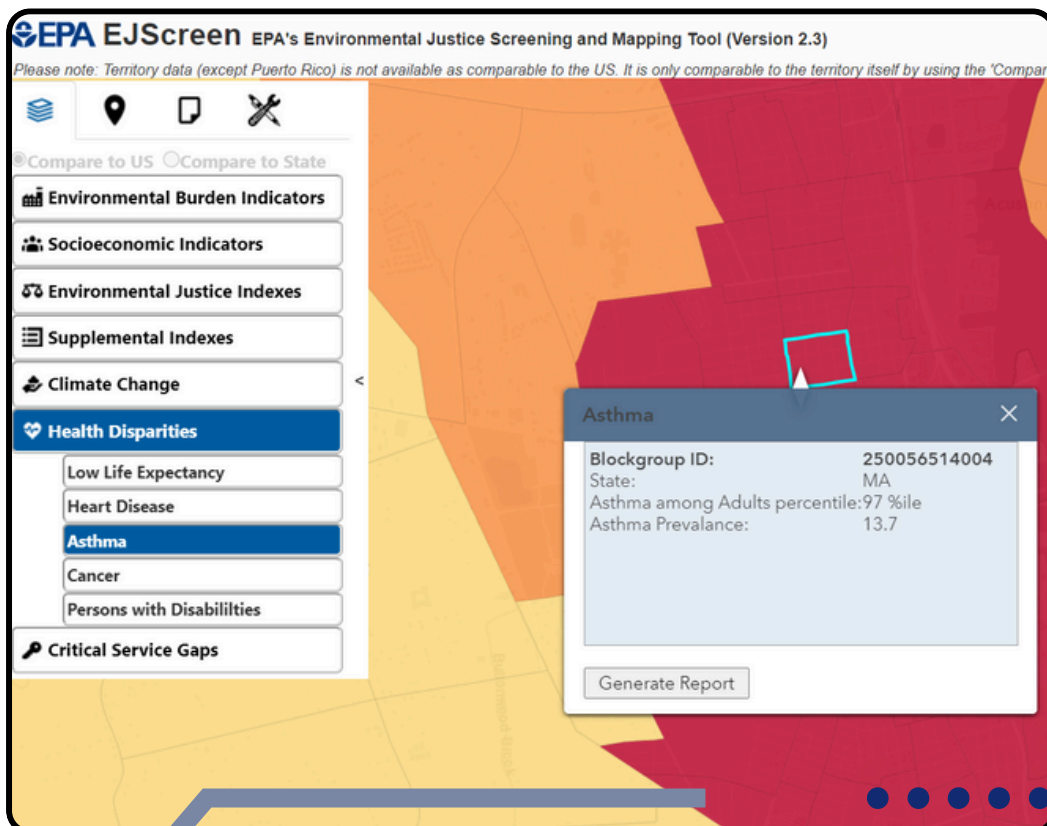 EPA EJScreen EPA's Environmental Justice Screening and Mapping Tool (Version 2.3)
Please note: Territory data (except Puerto Rico) is not available as comparable to the US. It is only comparable to the territory itself by using the 'Compar
Compare to US Compare to State
Environmental Burden Indicators
Socioeconomic Indicators
Environmental Justice Indexes
Supplemental Indexes
Climate Change
<
Health Disparities
Low Life Expectancy
Heart Disease
Asthma
Cancer
Persons with Disabililties
Critical Service Gaps
Asthma
Blockgroup ID: 250056514004
State: MA
Asthma among Adults percentile: 97 %ile
Asthma Prevalance: 13.7
Generate Report